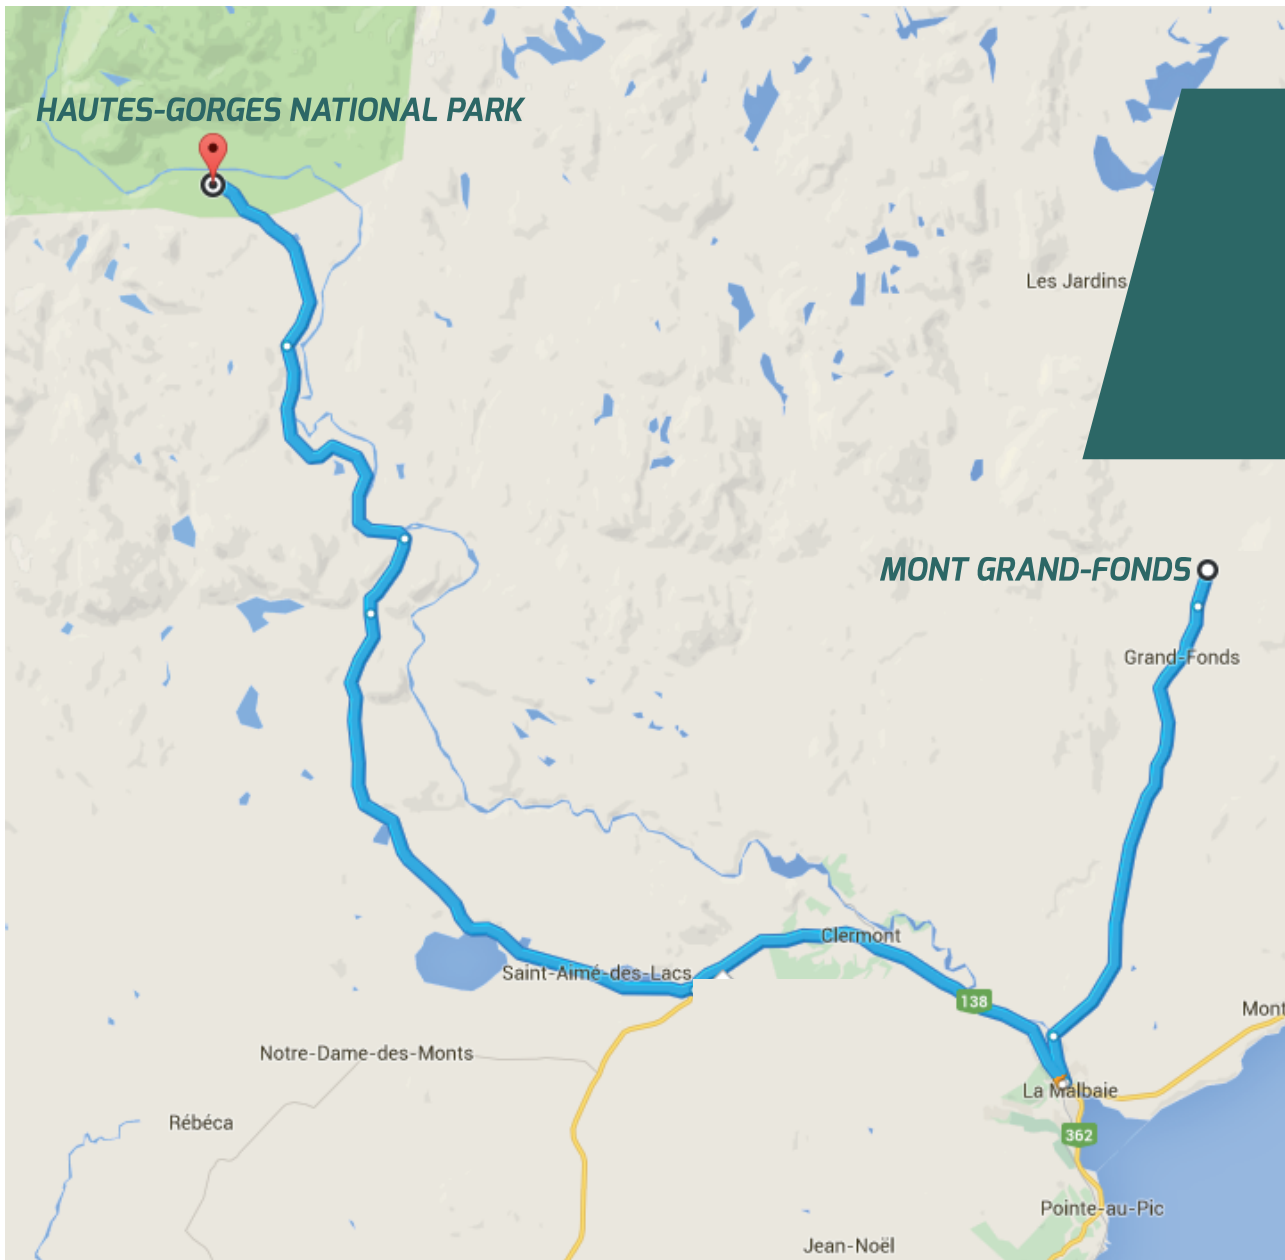 HAUTES-GORGES NATIONAL PARK
Les Jardins
MONT GRAND-FONDS
Grand-Fonds
Clermont
Saint-Aimé-des-Lacs
138
Mont
Notre-Dame-des-Monts
La Malbaie
Rébéca
362
Pointe-au-Pic
Jean-Noël